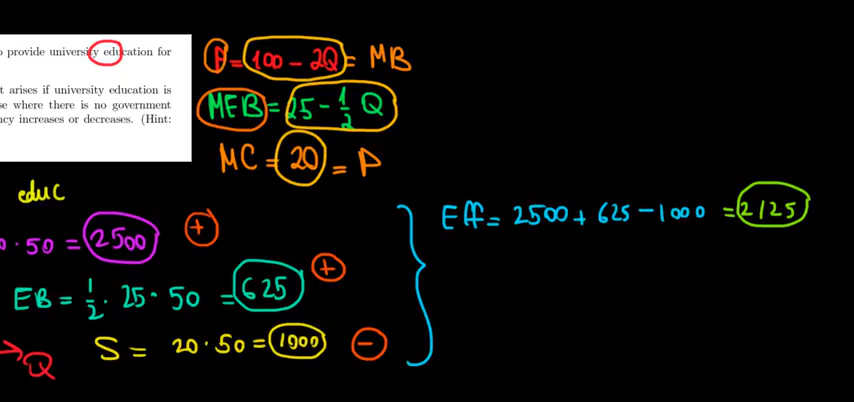 o provide university education for
t arises if university education is
se where there is no government
ncy increases or decreases. (Hint:
P = 100 - 2Q = MB
MEB = 25 - 1/2 Q
MC = 20 = P
educ
0 · 50 = 2500 +
EB = 1/2 · 25 · 50 = 625 +
S = 20 · 50 = 1000 −
Q
Eff = 2500 + 625 - 1000 = 2125